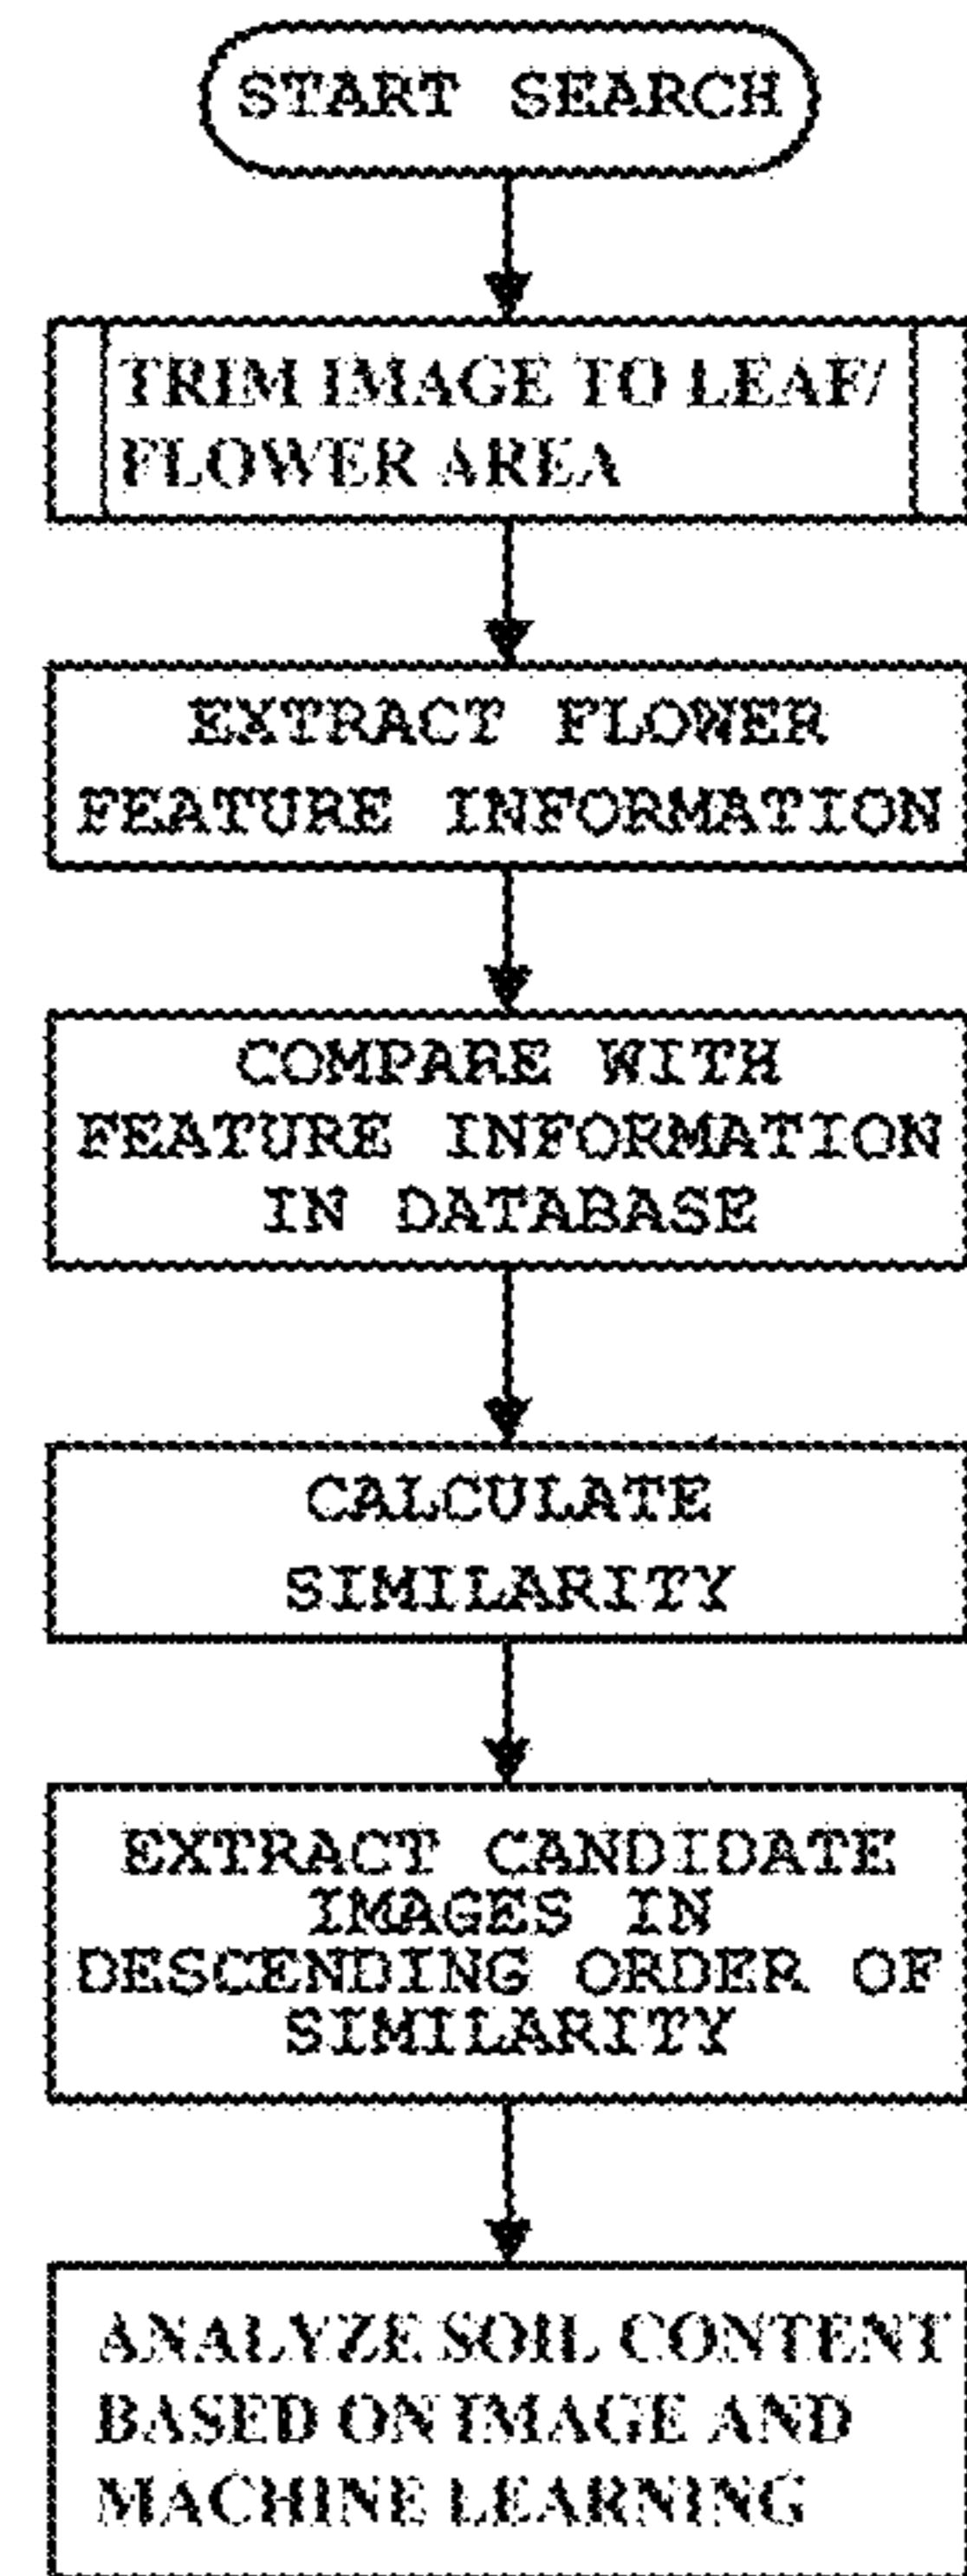 START SEARCH
TRIM IMAGE TO LEAF/
FLOWER AREA
EXTRACT FLOWER
FEATURE INFORMATION
COMPARE WITH
FEATURE INFORMATION
IN DATABASE
CALCULATE
SIMILARITY
EXTRACT CANDIDATE
IMAGES IN
DESCENDING ORDER OF
SIMILARITY
ANALYZE SOIL CONTENT
BASED ON IMAGE AND
MACHINE LEARNING